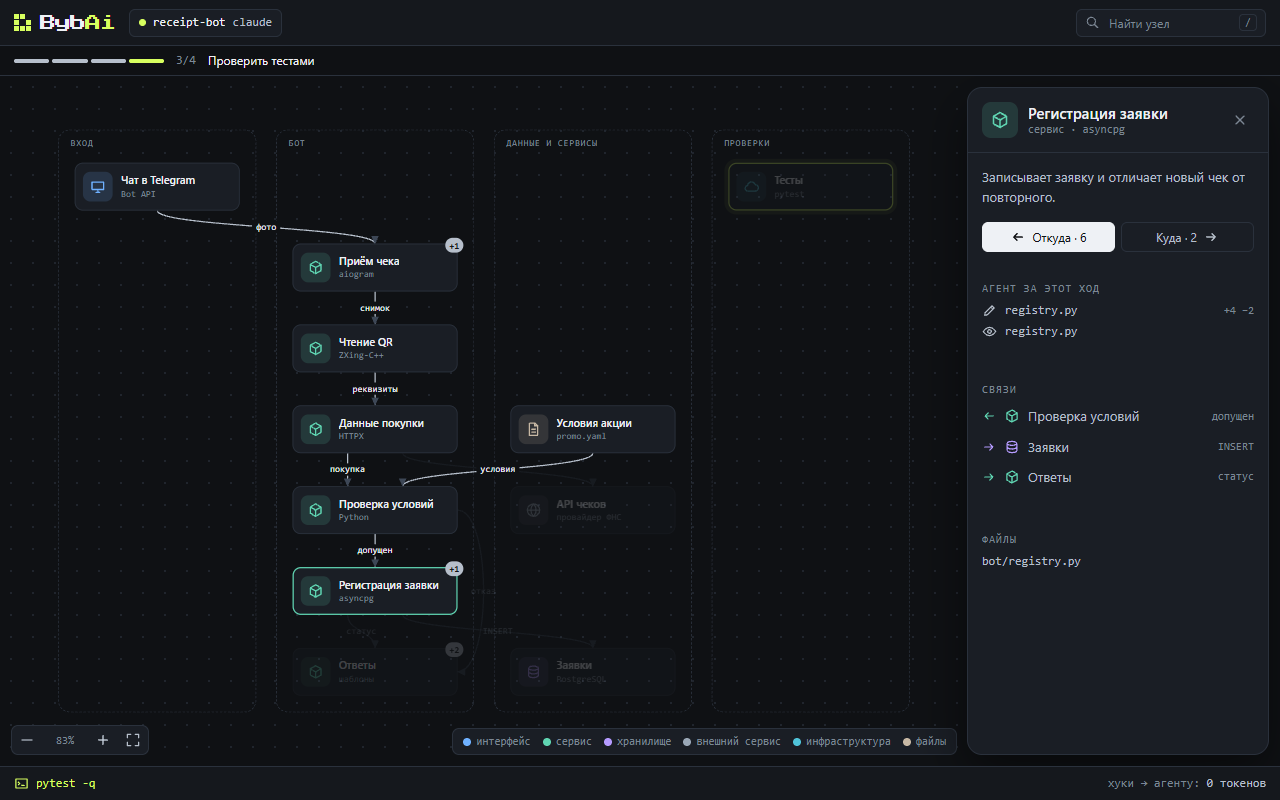 BybAi
receipt-bot claude
Найти узел
/
3/4 Проверить тестами
ВХОД
Чат в Telegram
Bot API
фото
БОТ
+1
Приём чека
aiogram
снимок
Чтение QR
ZXing-C++
реквизиты
Данные покупки
HTTPX
покупка
Проверка условий
Python
допущен
+1
Регистрация заявки
asyncpg
статус
+2
Ответы
шаблоны
ДАННЫЕ И СЕРВИСЫ
Условия акции
promo.yaml
условия
API чеков
провайдер ФНС
INSERT
Заявки
PostgreSQL
ПРОВЕРКИ
Тесты
pytest
Регистрация заявки
сервис · asyncpg
Записывает заявку и отличает новый чек от
повторного.
← Откуда · 6
Куда · 2 →
АГЕНТ ЗА ЭТОТ ХОД
registry.py +4 −2
registry.py
СВЯЗИ
← Проверка условий допущен
→ Заявки INSERT
→ Ответы статус
ФАЙЛЫ
bot/registry.py
83%
интерфейс сервис хранилище внешний сервис инфраструктура файлы
pytest -q
хуки → агенту: 0 токенов